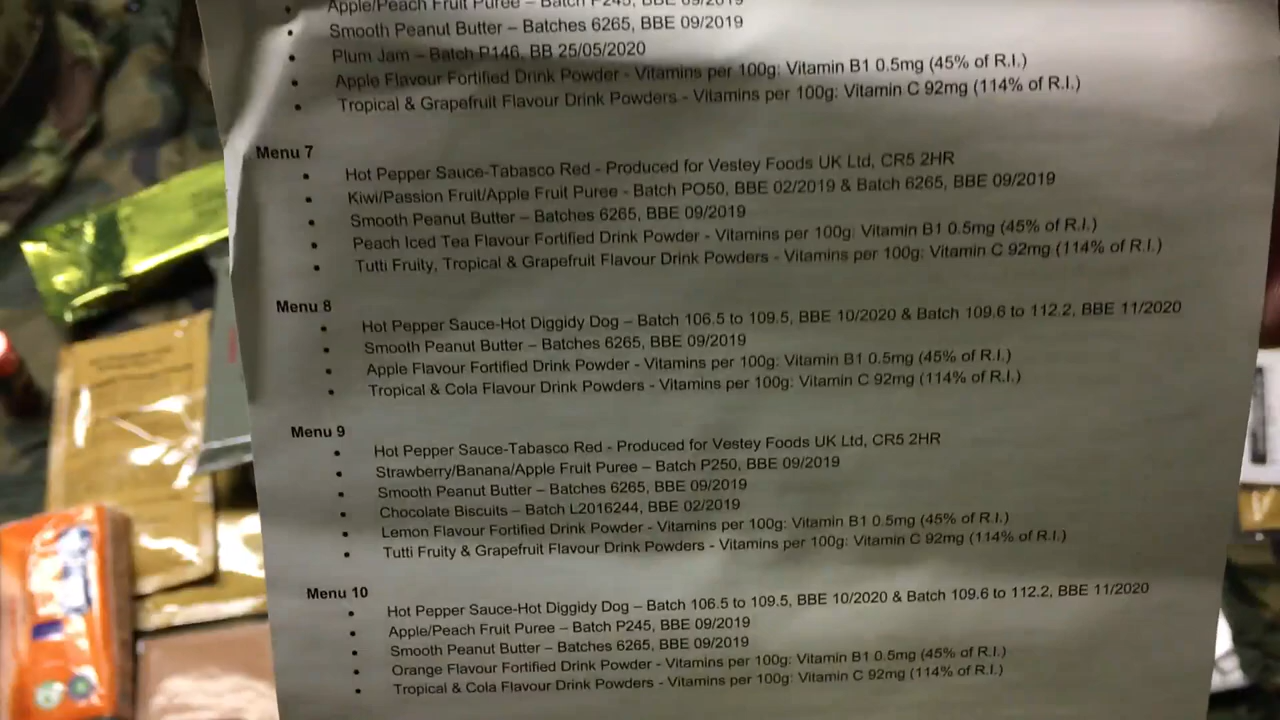 Apple/Peach Fruit Puree – Batch P245, BBE 09/2019
Smooth Peanut Butter – Batches 6265, BBE 09/2019
Plum Jam – Batch P146, BB 25/05/2020
Apple Flavour Fortified Drink Powder - Vitamins per 100g: Vitamin B1 0.5mg (45% of R.I.)
Tropical & Grapefruit Flavour Drink Powders - Vitamins per 100g: Vitamin C 92mg (114% of R.I.)
Menu 7
Hot Pepper Sauce-Tabasco Red - Produced for Vestey Foods UK Ltd, CR5 2HR
Kiwi/Passion Fruit/Apple Fruit Puree - Batch PO50, BBE 02/2019 & Batch 6265, BBE 09/2019
Smooth Peanut Butter – Batches 6265, BBE 09/2019
Peach Iced Tea Flavour Fortified Drink Powder - Vitamins per 100g: Vitamin B1 0.5mg (45% of R.I.)
Tutti Fruity, Tropical & Grapefruit Flavour Drink Powders - Vitamins per 100g: Vitamin C 92mg (114% of R.I.)
Menu 8
Hot Pepper Sauce-Hot Diggidy Dog – Batch 106.5 to 109.5, BBE 10/2020 & Batch 109.6 to 112.2, BBE 11/2020
Smooth Peanut Butter – Batches 6265, BBE 09/2019
Apple Flavour Fortified Drink Powder - Vitamins per 100g: Vitamin B1 0.5mg (45% of R.I.)
Tropical & Cola Flavour Drink Powders - Vitamins per 100g: Vitamin C 92mg (114% of R.I.)
Menu 9
Hot Pepper Sauce-Tabasco Red - Produced for Vestey Foods UK Ltd, CR5 2HR
Strawberry/Banana/Apple Fruit Puree – Batch P250, BBE 09/2019
Smooth Peanut Butter – Batches 6265, BBE 09/2019
Chocolate Biscuits – Batch L2016244, BBE 02/2019
Lemon Flavour Fortified Drink Powder - Vitamins per 100g: Vitamin B1 0.5mg (45% of R.I.)
Tutti Fruity & Grapefruit Flavour Drink Powders - Vitamins per 100g: Vitamin C 92mg (114% of R.I.)
Menu 10
Hot Pepper Sauce-Hot Diggidy Dog – Batch 106.5 to 109.5, BBE 10/2020 & Batch 109.6 to 112.2, BBE 11/2020
Apple/Peach Fruit Puree – Batch P245, BBE 09/2019
Smooth Peanut Butter – Batches 6265, BBE 09/2019
Orange Flavour Fortified Drink Powder - Vitamins per 100g: Vitamin B1 0.5mg (45% of R.I.)
Tropical & Cola Flavour Drink Powders - Vitamins per 100g: Vitamin C 92mg (114% of R.I.)